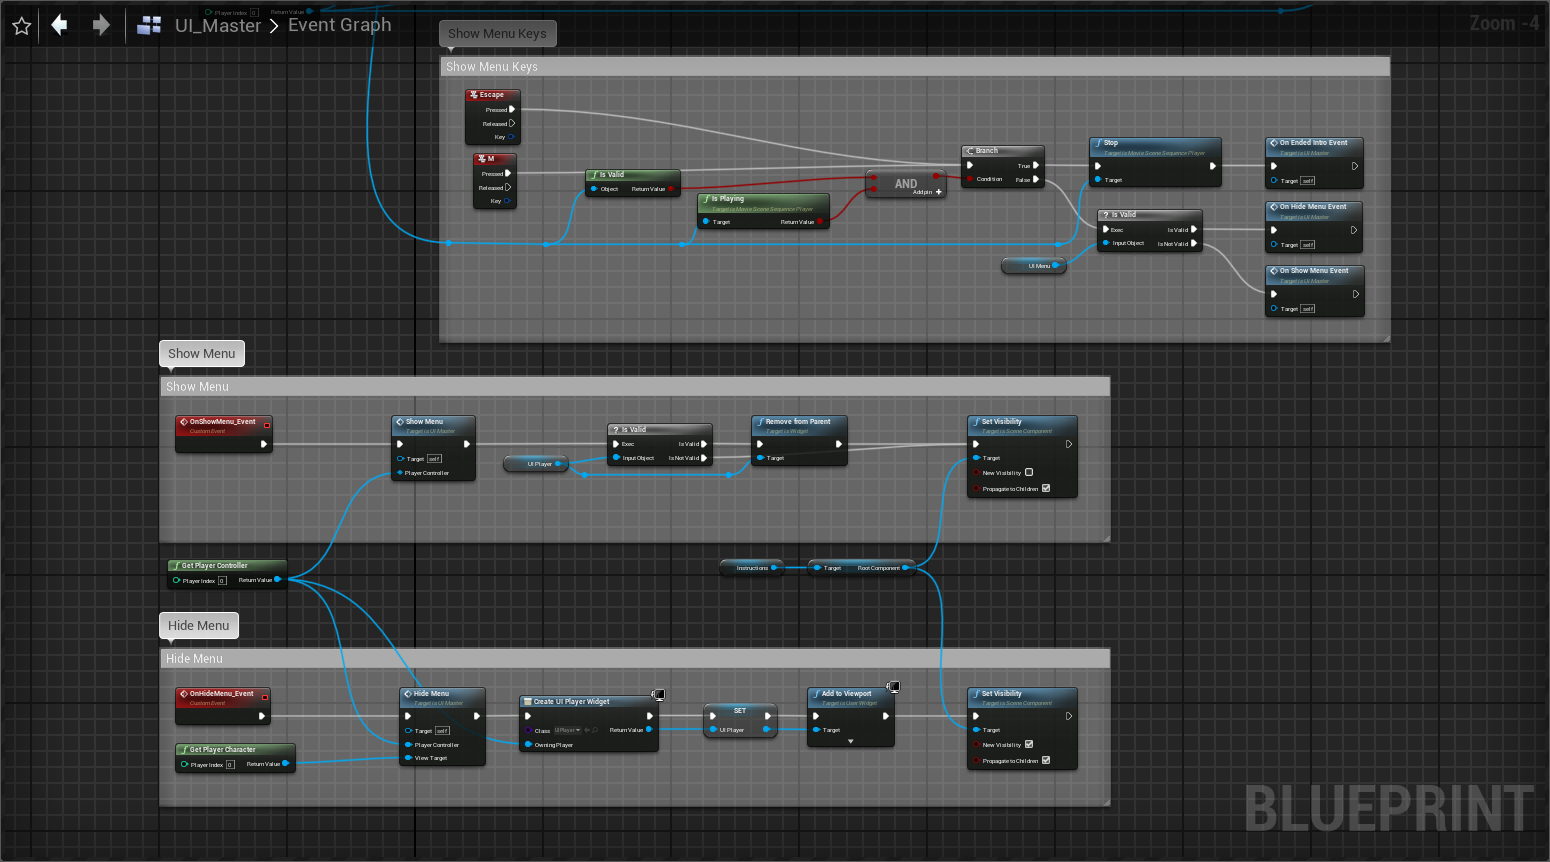 Player Index 0 Return Value
UI_Master > Event Graph
Zoom -4
Show Menu Keys
Show Menu Keys
Escape
Pressed
Released
Key
M
Pressed
Released
Key
Is Valid
Object Return Value
Is Playing
Target is Movie Scene Sequence Player
Target Return Value
AND
Add pin +
Branch
True
Condition False
Stop
Target is Movie Scene Sequence Player
Target
On Ended Intro Event
Target is UI Master
Target self
? Is Valid
Exec Is Valid
Input Object Is Not Valid
UI Menu
On Hide Menu Event
Target is UI Master
Target self
On Show Menu Event
Target is UI Master
Target self
Show Menu
Show Menu
OnShowMenu_Event
Custom Event
Show Menu
Target is UI Master
Target self
Player Controller
UI Player
? Is Valid
Exec Is Valid
Input Object Is Not Valid
Remove from Parent
Target is Widget
Target
Set Visibility
Target is Scene Component
Target
New Visibility
Propagate to Children
Get Player Controller
Player Index 0 Return Value
Instructions
Target Root Component
Hide Menu
Hide Menu
OnHideMenu_Event
Custom Event
Get Player Character
Player Index 0 Return Value
Hide Menu
Target is UI Master
Target self
Player Controller
View Target
Create UI Player Widget
Class UIPlayer Return Value
Owning Player
SET
UI Player
Add to Viewport
Target is User Widget
Target
Set Visibility
Target is Scene Component
Target
New Visibility
Propagate to Children
BLUEPRINT